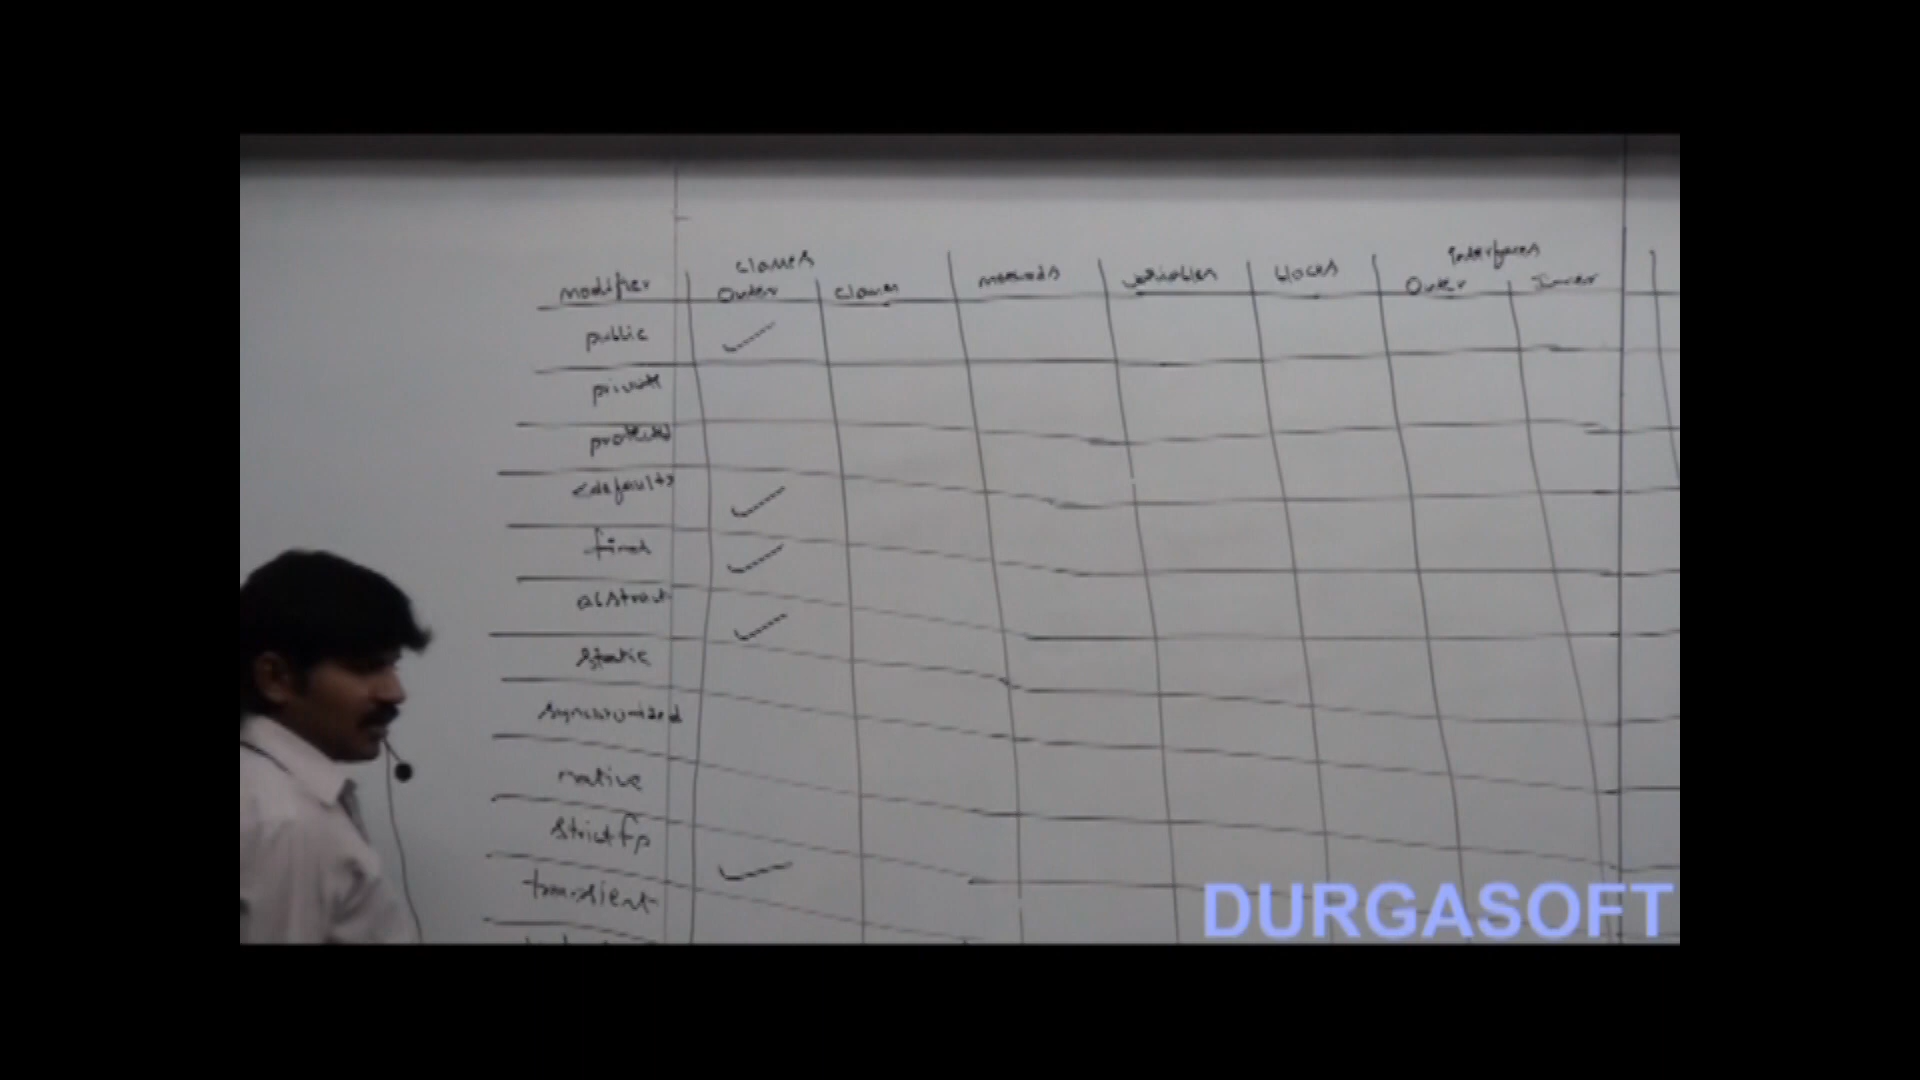 classes Interfaces
modifier Outer classes methods variables blocks Outer Inner
public ✓
private
protected
<default> ✓
final ✓
abstract ✓
static
synchronized
native
strictfp ✓
transient
DURGASOFT